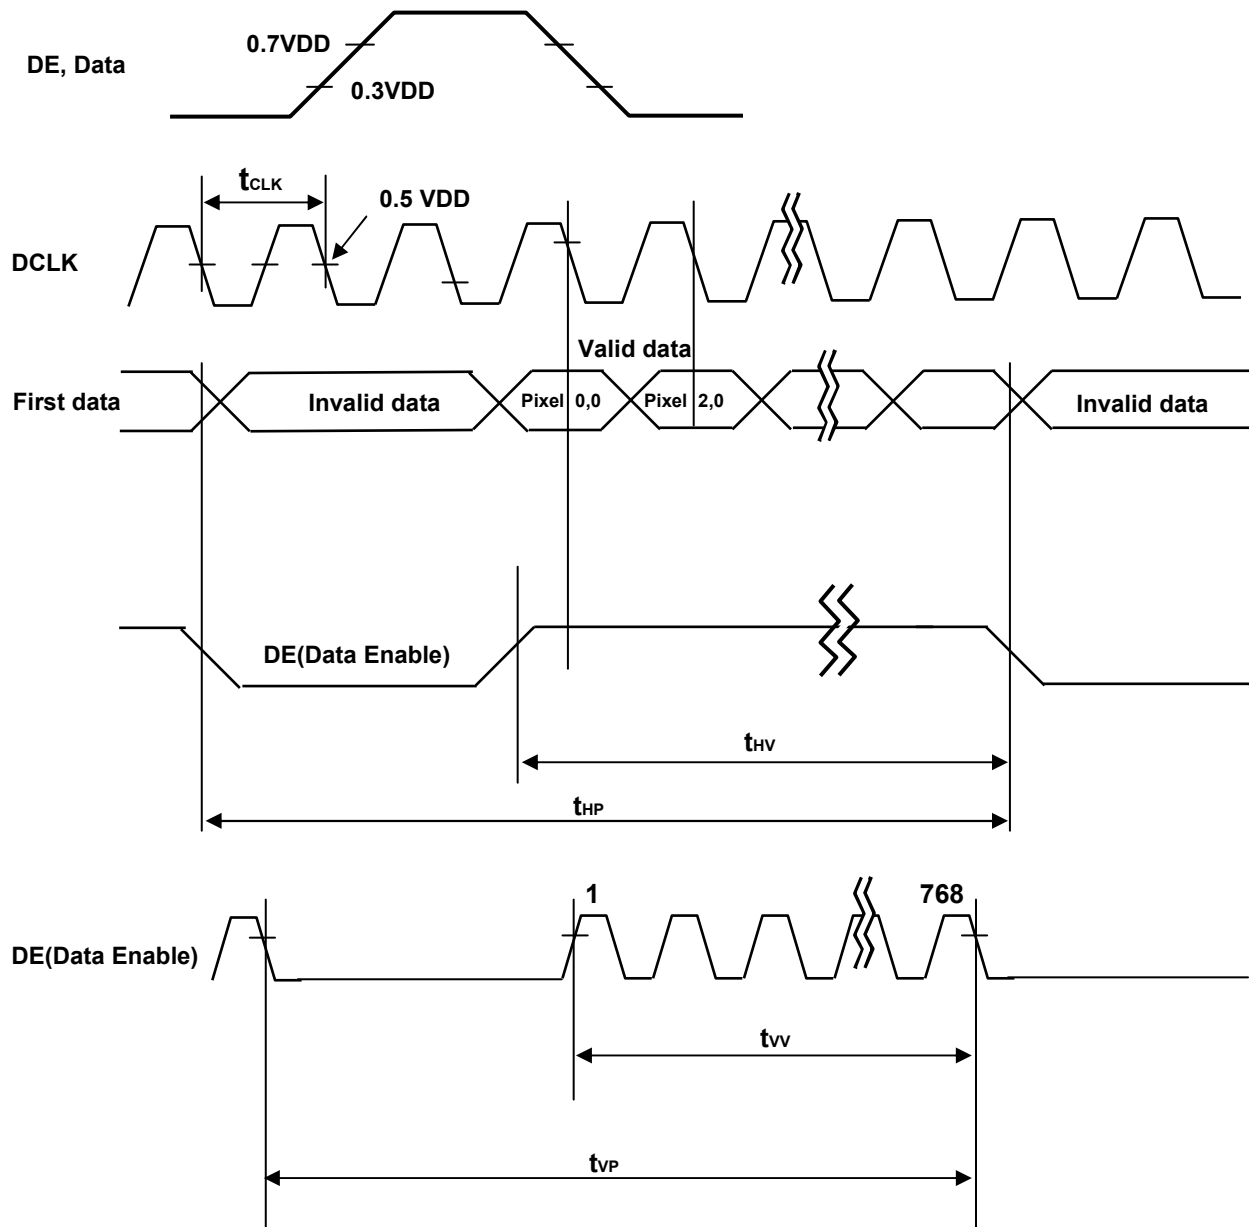 0.7VDD
DE, Data
0.3VDD
tCLK
0.5 VDD
DCLK
Valid data
First data
Invalid data
Pixel 0,0
Pixel 2,0
Invalid data
DE(Data Enable)
tHV
tHP
1
768
DE(Data Enable)
tVV
tVP